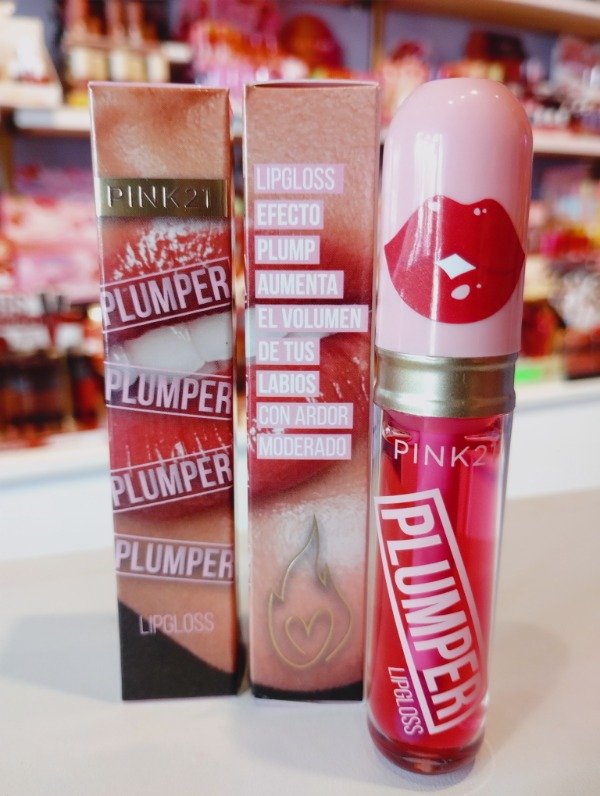 PINK21
PLUMPER
PLUMPER
PLUMPER
PLUMPER
LIPGLOSS
LIPGLOSS
EFECTO
PLUMP
AUMENTA
EL VOLUMEN
DE TUS
LABIOS
CON ARDOR
MODERADO
PINK21
PLUMPER
LIPGLOSS